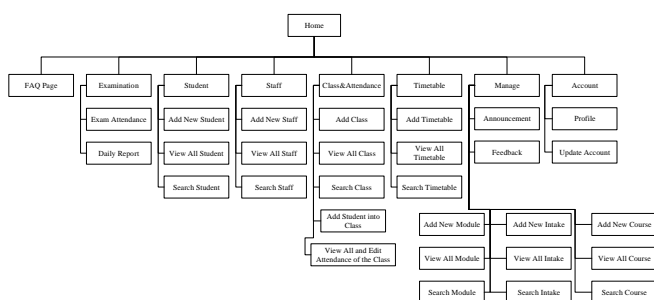 Home
FAQ Page
Examination
Student
Staff
Class&Attendance
Timetable
Manage
Account
Exam Attendance
Add New Student
Add New Staff
Add Class
Add Timetable
Announcement
Profile
Daily Report
View All Student
View All Staff
View All Class
View All
Timetable
Feedback
Update Account
Search Student
Search Staff
Search Class
Search Timetable
Add Student into
Class
Add New Module
Add New Intake
Add New Course
View All and Edit
Attendance of the Class
View All Module
View All Intake
View All Course
Search Module
Search Intake
Search Course